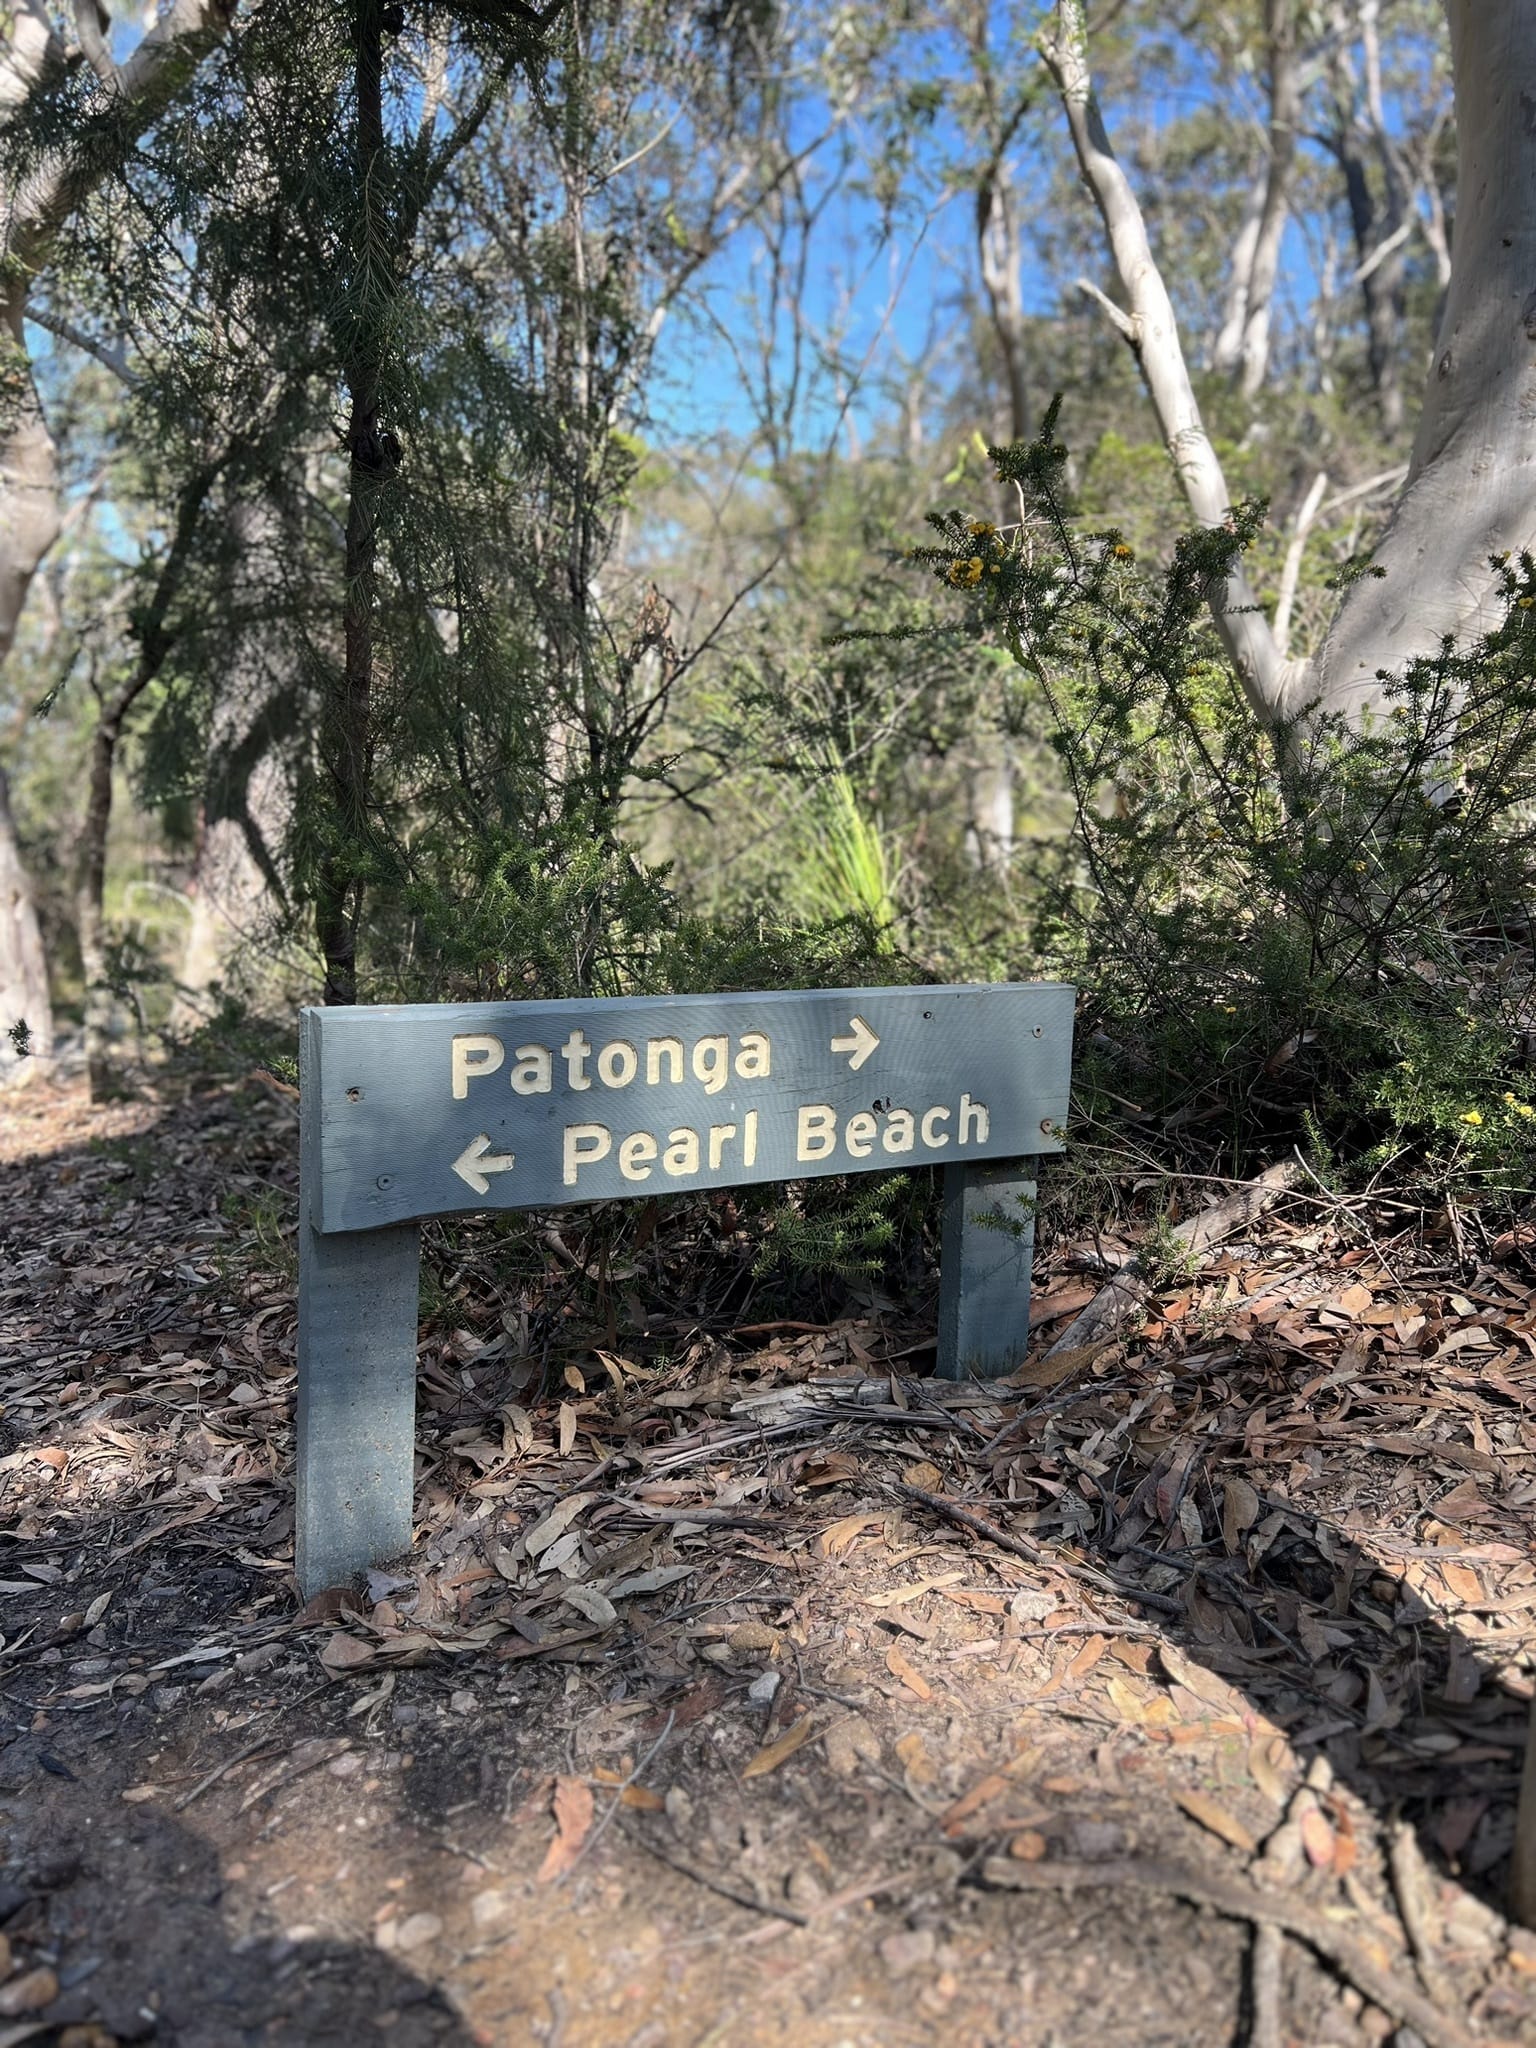 Patonga →
← Pearl Beach